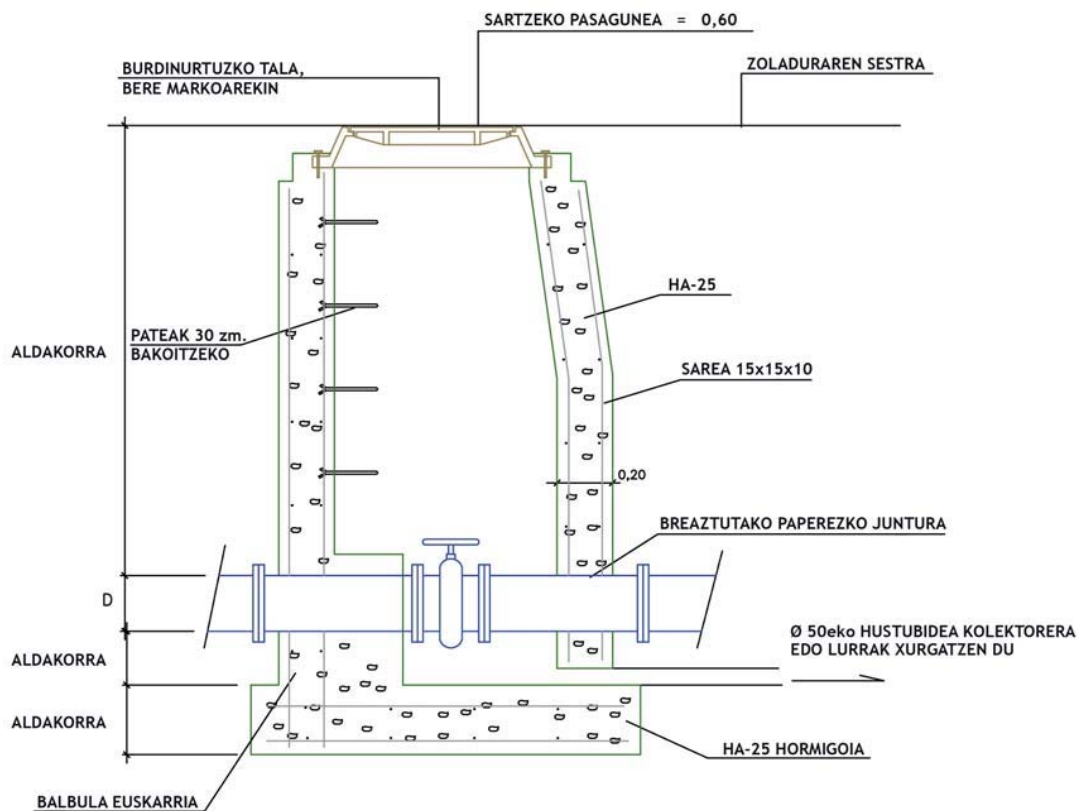 SARTZEKO PASAGUNEA = 0,60
BURDINURTUZKO TALA,
BERE MARKOAREKIN
ZOLADURAREN SESTRA
HA-25
PATEAK 30 zm.
BAKOITZEKO
ALDAKORRA
SAREA 15x15x10
0,20
BREAZTUTAKO PAPEREZKO JUNTURA
D
Ø 50eko HUSTUBIDEA KOLEKTORERA
EDO LURRAK XURGATZEN DU
ALDAKORRA
ALDAKORRA
HA-25 HORMIGOIA
BALBULA EUSKARRIA